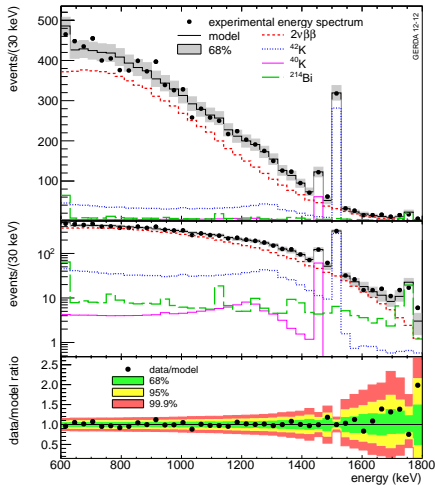 experimental energy spectrum
model
68%
2νββ
⁴²K
⁴⁰K
²¹⁴Bi
GERDA 12-12
events/(30 keV)
500
400
300
200
100
events/(30 keV)
10²
10
1
data/model ratio
2.5
2.0
1.5
1.0
0.5
data/model
68%
95%
99.9%
600 800 1000 1200 1400 1600 1800
energy (keV)